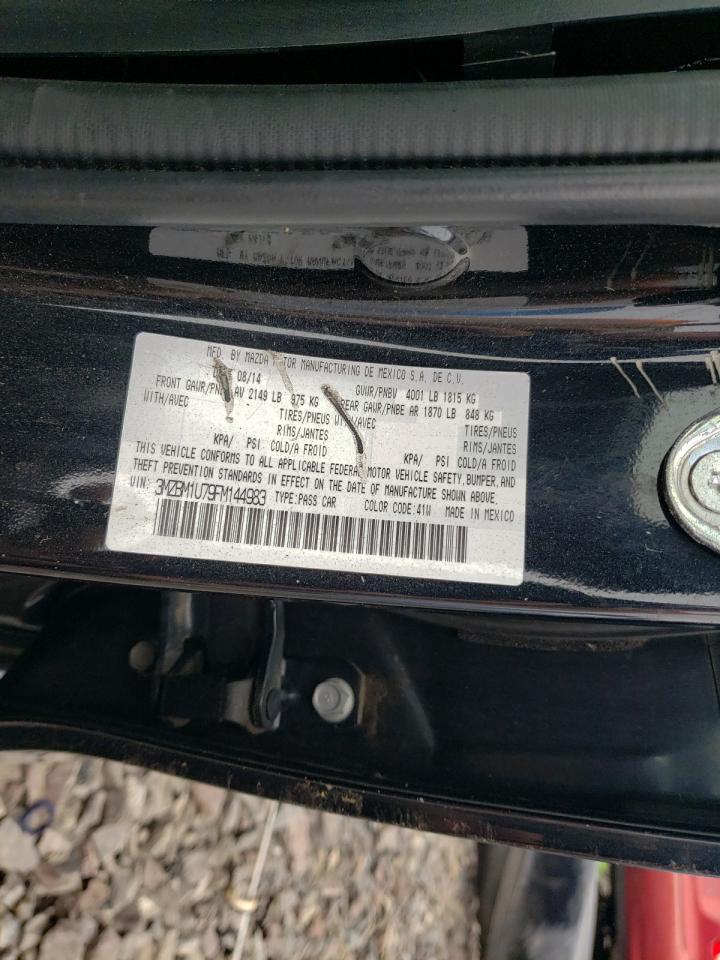 MFD. BY MAZDA MOTOR MANUFACTURING DE MEXICO S.A. DE C.V.
08/14 GVWR/PNBV 4001 LB 1815 KG
FRONT GAWR/PNBE AV 2149 LB 975 KG REAR GAWR/PNBE AR 1870 LB 848 KG
WITH/AVEC TIRES/PNEUS WITH/AVEC TIRES/PNEUS
RIMS/JANTES RIMS/JANTES
KPA/ PSI COLD/A FROID KPA/ PSI COLD/A FROID
THIS VEHICLE CONFORMS TO ALL APPLICABLE FEDERAL MOTOR VEHICLE SAFETY, BUMPER, AND
THEFT PREVENTION STANDARDS IN EFFECT ON THE DATE OF MANUFACTURE SHOWN ABOVE.
VIN: 3MZBM1U79FM144983 TYPE: PASS CAR COLOR CODE: 41W MADE IN MEXICO